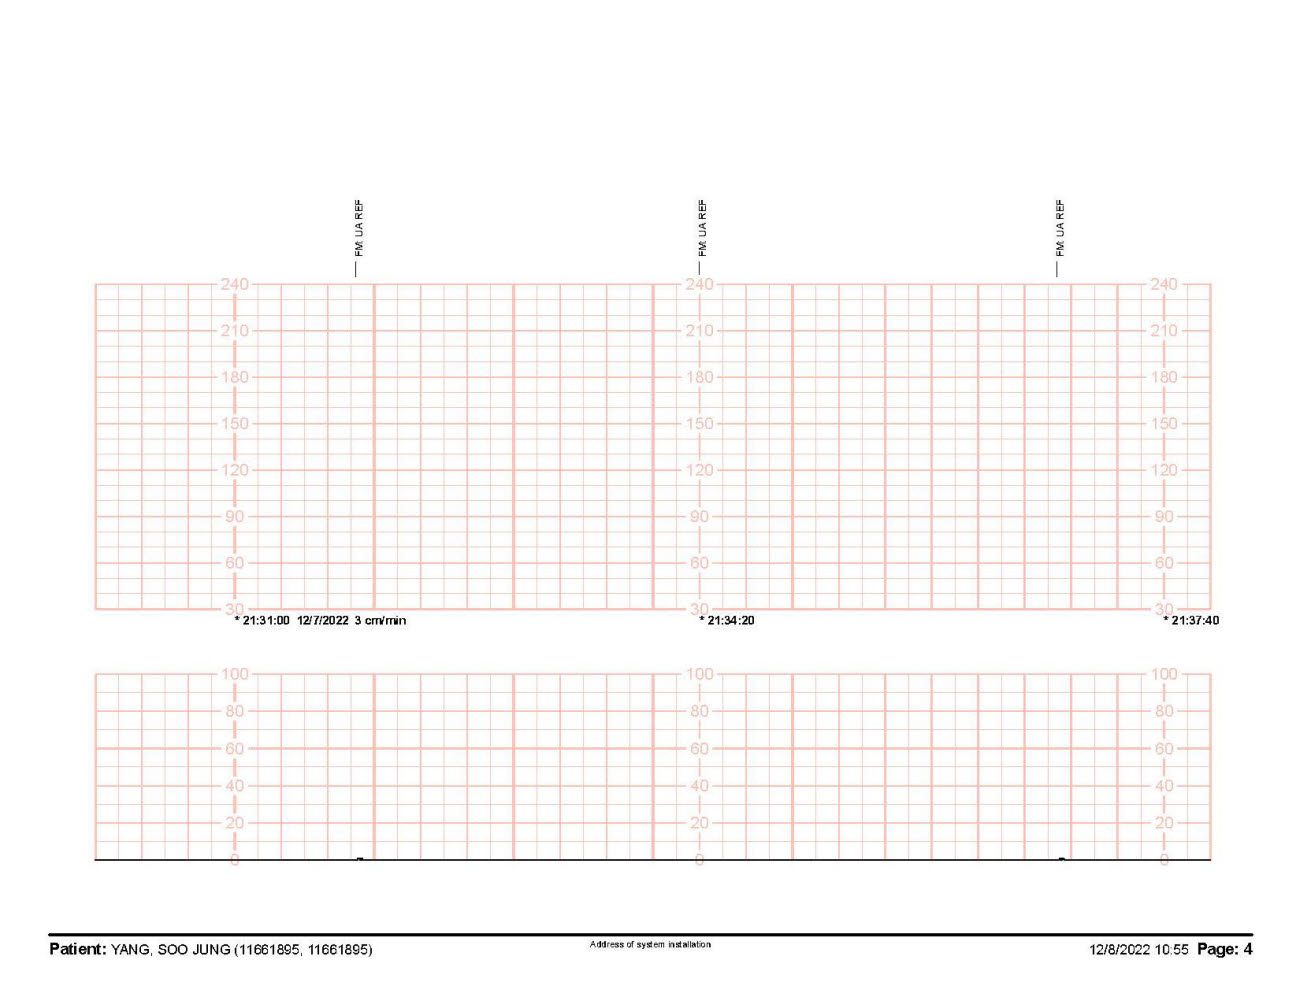 FM: UA REF FM: UA REF FM: UA REF
240 240 240
210 210 210
180 180 180
150 150 150
120 120 120
90 90 90
60 60 60
30 30 30
* 21:31:00 12/7/2022 3 cm/min * 21:34:20 * 21:37:40
100 100 100
80 80 80
60 60 60
40 40 40
20 20 20
0 0 0
Patient: YANG, SOO JUNG (11661895, 11661895) Address of system installation 12/8/2022 10:55 Page: 4